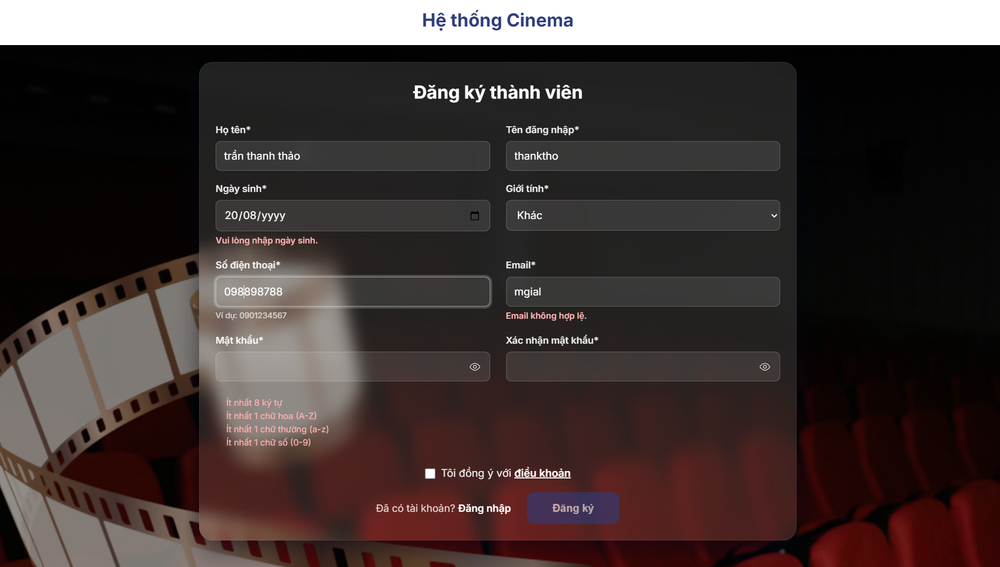 Hệ thống Cinema
Đăng ký thành viên
Họ tên*
Tên đăng nhập*
trần thanh thảo
thanktho
Ngày sinh*
Giới tính*
20/08/yyyy
Khác
Vui lòng nhập ngày sinh.
Số điện thoại*
Email*
098898788
mgial
Ví dụ: 0901234567
Email không hợp lệ.
Mật khẩu*
Xác nhận mật khẩu*
Ít nhất 8 ký tự
Ít nhất 1 chữ hoa (A-Z)
Ít nhất 1 chữ thường (a-z)
Ít nhất 1 chữ số (0-9)
Tôi đồng ý với điều khoản
Đã có tài khoản? Đăng nhập
Đăng ký